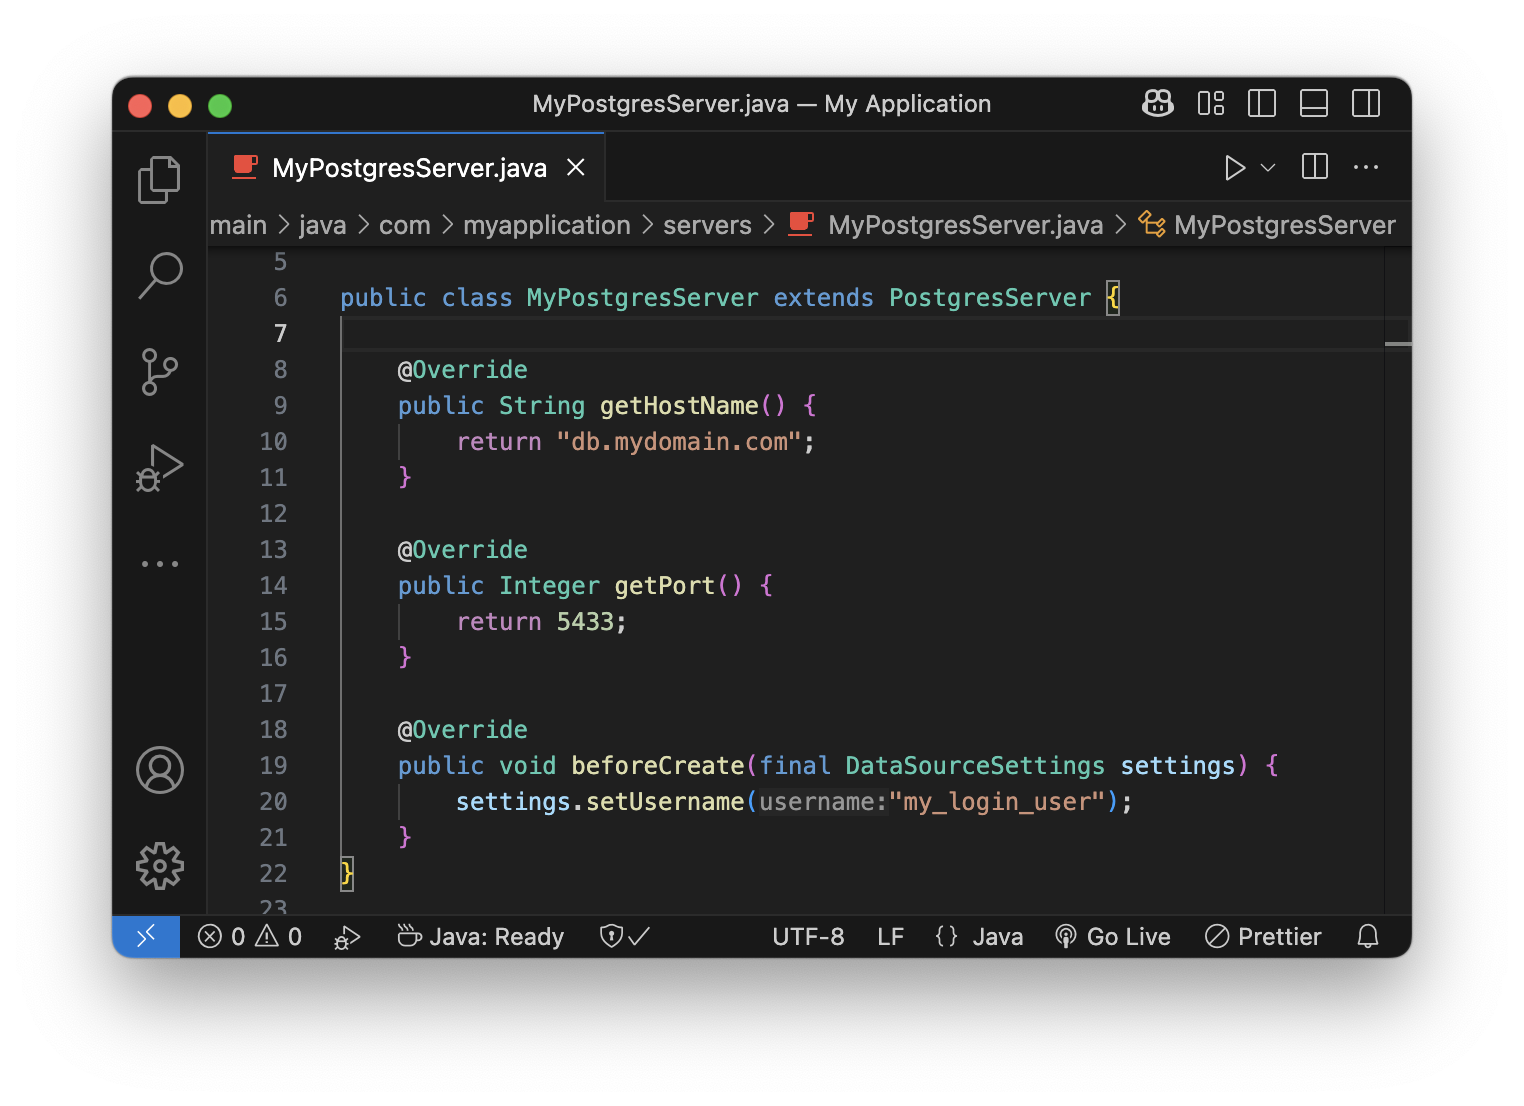 MyPostgresServer.java — My Application
MyPostgresServer.java
main > java > com > myapplication > servers > MyPostgresServer.java > MyPostgresServer
5
6 public class MyPostgresServer extends PostgresServer {
7
8 @Override
9 public String getHostName() {
10 return "db.mydomain.com";
11 }
12
13 @Override
14 public Integer getPort() {
15 return 5433;
16 }
17
18 @Override
19 public void beforeCreate(final DataSourceSettings settings) {
20 settings.setUsername(username:"my_login_user");
21 }
22 }
23
0 0 Java: Ready UTF-8 LF {} Java Go Live Prettier